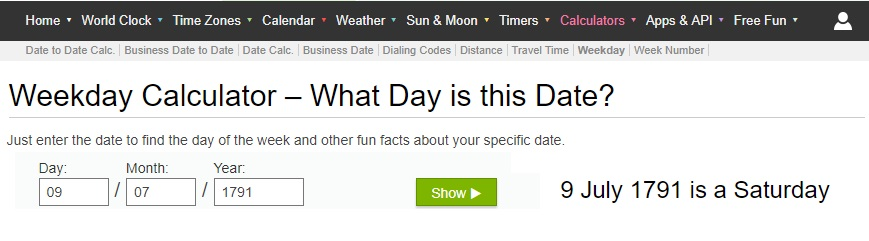 Home World Clock Time Zones Calendar Weather Sun & Moon Timers Calculators Apps & API Free Fun
Date to Date Calc. | Business Date to Date | Date Calc. | Business Date | Dialing Codes | Distance | Travel Time | Weekday | Week Number |
Weekday Calculator – What Day is this Date?
Just enter the date to find the day of the week and other fun facts about your specific date.
Day: Month: Year:
09 / 07 / 1791 Show 9 July 1791 is a Saturday